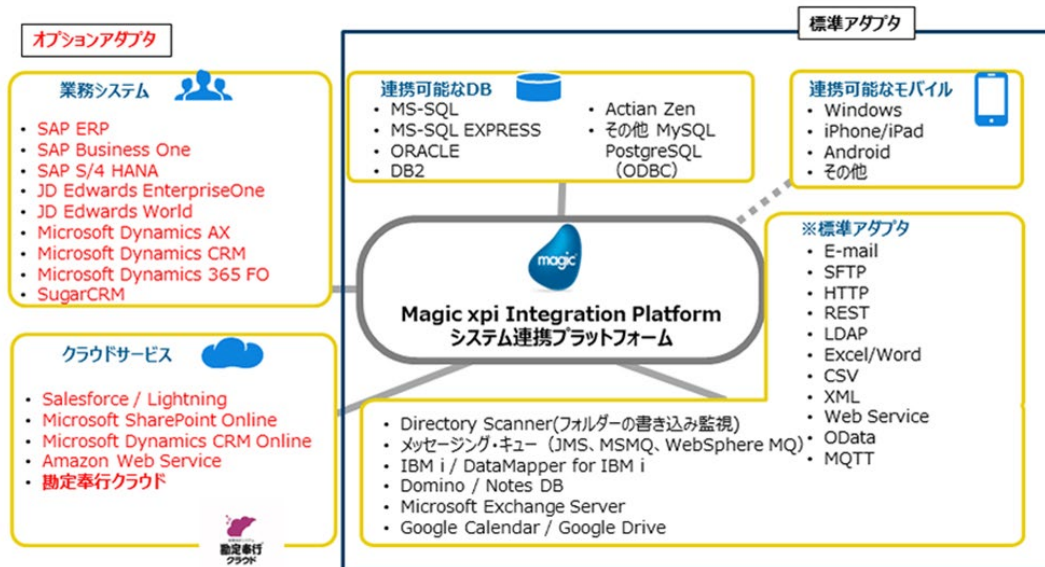 オプションアダプタ
標準アダプタ
業務システム
• SAP ERP
• SAP Business One
• SAP S/4 HANA
• JD Edwards EnterpriseOne
• JD Edwards World
• Microsoft Dynamics AX
• Microsoft Dynamics CRM
• Microsoft Dynamics 365 FO
• SugarCRM
連携可能なDB
• MS-SQL
• MS-SQL EXPRESS
• ORACLE
• DB2
• Actian Zen
• その他 MySQL
PostgreSQL
（ODBC）
連携可能なモバイル
• Windows
• iPhone/iPad
• Android
• その他
magic
Magic xpi Integration Platform
システム連携プラットフォーム
※標準アダプタ
• E-mail
• SFTP
• HTTP
• REST
• LDAP
• Excel/Word
• CSV
• XML
• Web Service
• OData
• MQTT
クラウドサービス
• Salesforce / Lightning
• Microsoft SharePoint Online
• Microsoft Dynamics CRM Online
• Amazon Web Service
• 勘定奉行クラウド
勘定奉行
クラウド
• Directory Scanner(フォルダーの書き込み監視)
• メッセージング・キュー（JMS、MSMQ、WebSphere MQ）
• IBM i / DataMapper for IBM i
• Domino / Notes DB
• Microsoft Exchange Server
• Google Calendar / Google Drive